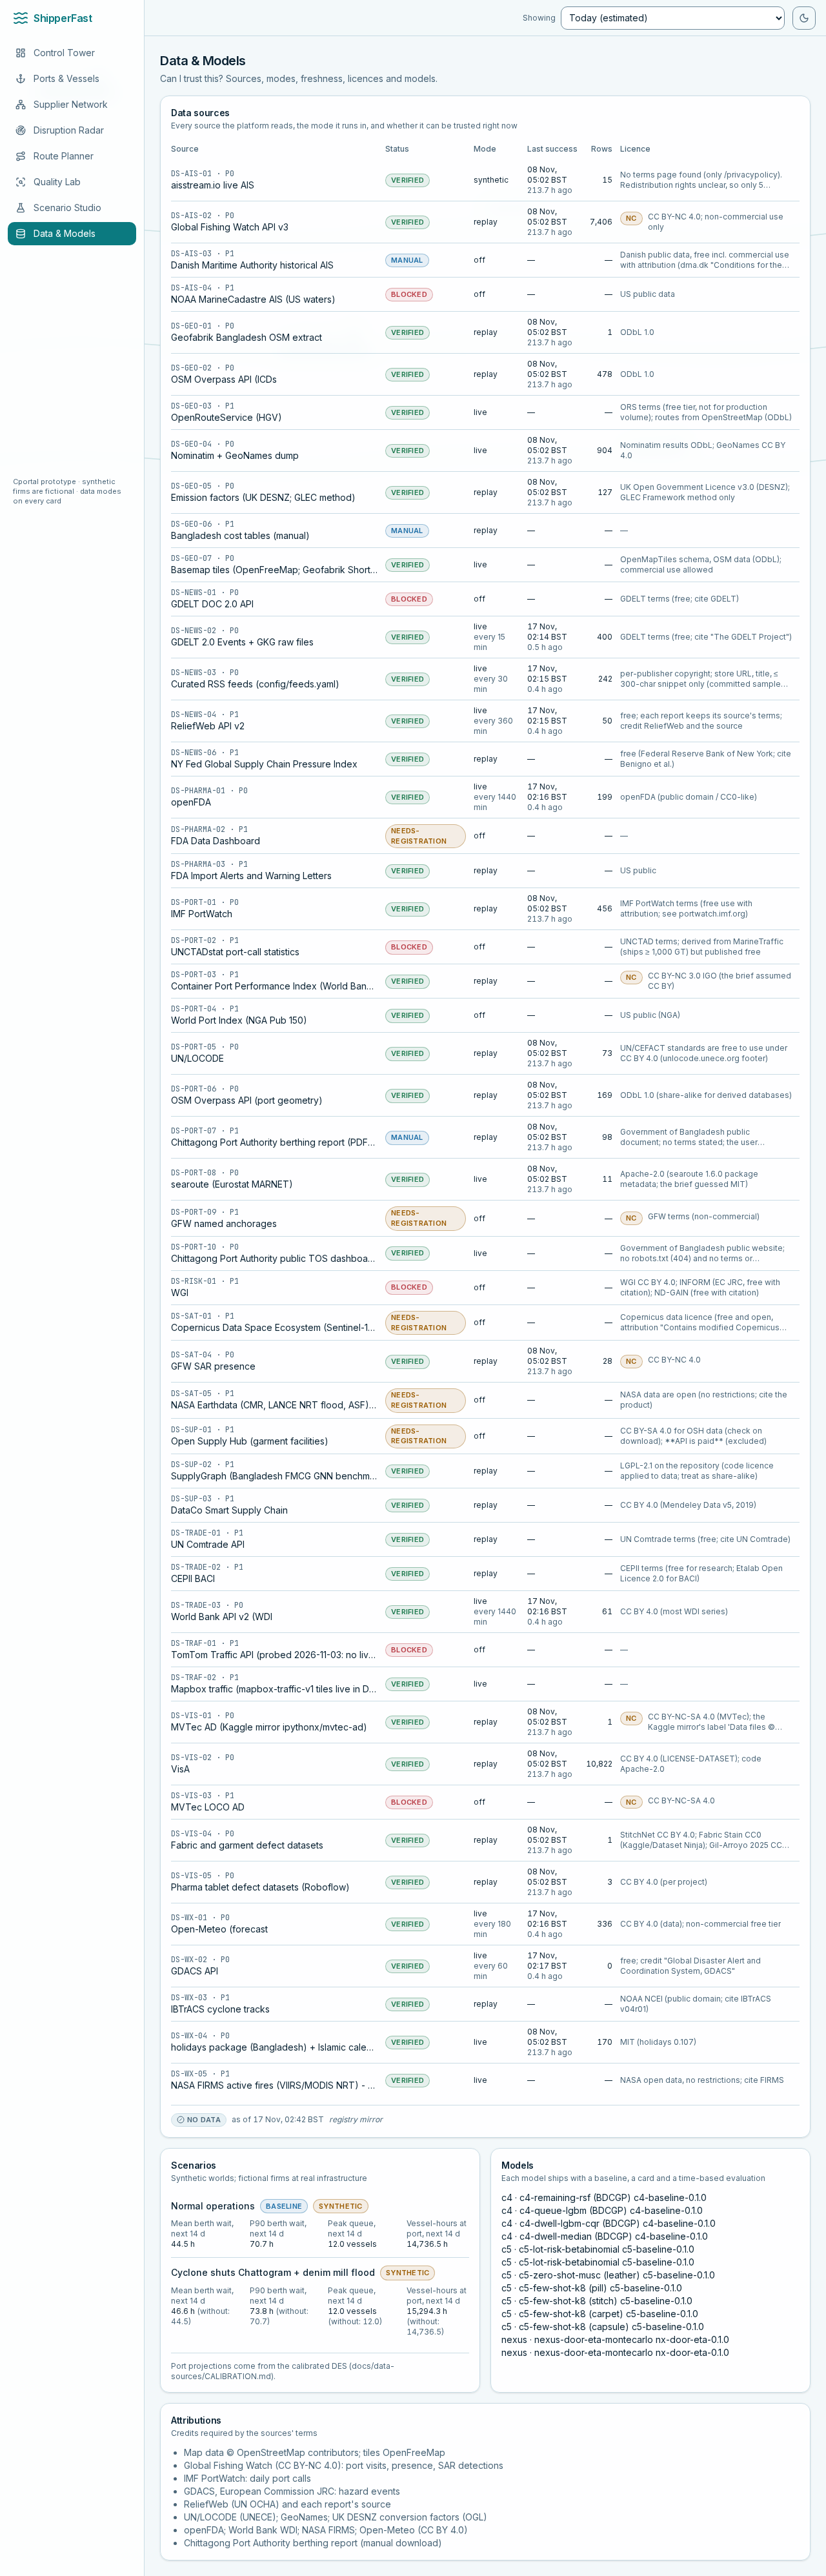 ShipperFast
Control Tower
Ports & Vessels
Supplier Network
Disruption Radar
Route Planner
Quality Lab
Scenario Studio
Data & Models
Cportal prototype · synthetic
firms are fictional · data modes
on every card
Showing
Today (estimated)
Data & Models
Can I trust this? Sources, modes, freshness, licences and models.
Data sources
Every source the platform reads, the mode it runs in, and whether it can be trusted right now
Source Status Mode Last success Rows Licence
DS-AIS-01 · P0
aisstream.io live AIS
VERIFIED
synthetic
08 Nov,
05:02 BST
213.7 h ago
15
No terms page found (only /privacypolicy).
Redistribution rights unclear, so only 5…
DS-AIS-02 · P0
Global Fishing Watch API v3
VERIFIED
replay
08 Nov,
05:02 BST
213.7 h ago
7,406
NC
CC BY-NC 4.0; non-commercial use
only
DS-AIS-03 · P1
Danish Maritime Authority historical AIS
MANUAL
off
—
—
Danish public data, free incl. commercial use
with attribution (dma.dk "Conditions for the…
DS-AIS-04 · P1
NOAA MarineCadastre AIS (US waters)
BLOCKED
off
—
—
US public data
DS-GEO-01 · P0
Geofabrik Bangladesh OSM extract
VERIFIED
replay
08 Nov,
05:02 BST
213.7 h ago
1
ODbL 1.0
DS-GEO-02 · P0
OSM Overpass API (ICDs
VERIFIED
replay
08 Nov,
05:02 BST
213.7 h ago
478
ODbL 1.0
DS-GEO-03 · P1
OpenRouteService (HGV)
VERIFIED
live
—
—
ORS terms (free tier, not for production
volume); routes from OpenStreetMap (ODbL)
DS-GEO-04 · P0
Nominatim + GeoNames dump
VERIFIED
live
08 Nov,
05:02 BST
213.7 h ago
904
Nominatim results ODbL; GeoNames CC BY
4.0
DS-GEO-05 · P0
Emission factors (UK DESNZ; GLEC method)
VERIFIED
replay
08 Nov,
05:02 BST
213.7 h ago
127
UK Open Government Licence v3.0 (DESNZ);
GLEC Framework method only
DS-GEO-06 · P1
Bangladesh cost tables (manual)
MANUAL
replay
—
—
—
DS-GEO-07 · P0
Basemap tiles (OpenFreeMap; Geofabrik Short…
VERIFIED
live
—
—
OpenMapTiles schema, OSM data (ODbL);
commercial use allowed
DS-NEWS-01 · P0
GDELT DOC 2.0 API
BLOCKED
off
—
—
GDELT terms (free; cite GDELT)
DS-NEWS-02 · P0
GDELT 2.0 Events + GKG raw files
VERIFIED
live
every 15
min
17 Nov,
02:14 BST
0.5 h ago
400
GDELT terms (free; cite "The GDELT Project")
DS-NEWS-03 · P0
Curated RSS feeds (config/feeds.yaml)
VERIFIED
live
every 30
min
17 Nov,
02:15 BST
0.4 h ago
242
per-publisher copyright; store URL, title, ≤
300-char snippet only (committed sample…
DS-NEWS-04 · P1
ReliefWeb API v2
VERIFIED
live
every 360
min
17 Nov,
02:15 BST
0.4 h ago
50
free; each report keeps its source's terms;
credit ReliefWeb and the source
DS-NEWS-06 · P1
NY Fed Global Supply Chain Pressure Index
VERIFIED
replay
—
—
free (Federal Reserve Bank of New York; cite
Benigno et al.)
DS-PHARMA-01 · P0
openFDA
VERIFIED
live
every 1440
min
17 Nov,
02:16 BST
0.4 h ago
199
openFDA (public domain / CC0-like)
DS-PHARMA-02 · P1
FDA Data Dashboard
NEEDS-
REGISTRATION
off
—
—
—
DS-PHARMA-03 · P1
FDA Import Alerts and Warning Letters
VERIFIED
replay
—
—
US public
DS-PORT-01 · P0
IMF PortWatch
VERIFIED
replay
08 Nov,
05:02 BST
213.7 h ago
456
IMF PortWatch terms (free use with
attribution; see portwatch.imf.org)
DS-PORT-02 · P1
UNCTADstat port-call statistics
BLOCKED
off
—
—
UNCTAD terms; derived from MarineTraffic
(ships ≥ 1,000 GT) but published free
DS-PORT-03 · P1
Container Port Performance Index (World Ban…
VERIFIED
replay
—
—
NC
CC BY-NC 3.0 IGO (the brief assumed
CC BY)
DS-PORT-04 · P1
World Port Index (NGA Pub 150)
VERIFIED
off
—
—
US public (NGA)
DS-PORT-05 · P0
UN/LOCODE
VERIFIED
replay
08 Nov,
05:02 BST
213.7 h ago
73
UN/CEFACT standards are free to use under
CC BY 4.0 (unlocode.unece.org footer)
DS-PORT-06 · P0
OSM Overpass API (port geometry)
VERIFIED
replay
08 Nov,
05:02 BST
213.7 h ago
169
ODbL 1.0 (share-alike for derived databases)
DS-PORT-07 · P1
Chittagong Port Authority berthing report (PDF…
MANUAL
replay
08 Nov,
05:02 BST
213.7 h ago
98
Government of Bangladesh public
document; no terms stated; the user…
DS-PORT-08 · P0
searoute (Eurostat MARNET)
VERIFIED
live
08 Nov,
05:02 BST
213.7 h ago
11
Apache-2.0 (searoute 1.6.0 package
metadata; the brief guessed MIT)
DS-PORT-09 · P1
GFW named anchorages
NEEDS-
REGISTRATION
off
—
—
NC
GFW terms (non-commercial)
DS-PORT-10 · P0
Chittagong Port Authority public TOS dashboa…
VERIFIED
live
—
—
Government of Bangladesh public website;
no robots.txt (404) and no terms or…
DS-RISK-01 · P1
WGI
BLOCKED
off
—
—
WGI CC BY 4.0; INFORM (EC JRC, free with
citation); ND-GAIN (free with citation)
DS-SAT-01 · P1
Copernicus Data Space Ecosystem (Sentinel-1…
NEEDS-
REGISTRATION
off
—
—
Copernicus data licence (free and open,
attribution "Contains modified Copernicus…
DS-SAT-04 · P0
GFW SAR presence
VERIFIED
replay
08 Nov,
05:02 BST
213.7 h ago
28
NC
CC BY-NC 4.0
DS-SAT-05 · P1
NASA Earthdata (CMR, LANCE NRT flood, ASF)…
NEEDS-
REGISTRATION
off
—
—
NASA data are open (no restrictions; cite the
product)
DS-SUP-01 · P1
Open Supply Hub (garment facilities)
NEEDS-
REGISTRATION
off
—
—
CC BY-SA 4.0 for OSH data (check on
download); **API is paid** (excluded)
DS-SUP-02 · P1
SupplyGraph (Bangladesh FMCG GNN benchm…
VERIFIED
replay
—
—
LGPL-2.1 on the repository (code licence
applied to data; treat as share-alike)
DS-SUP-03 · P1
DataCo Smart Supply Chain
VERIFIED
replay
—
—
CC BY 4.0 (Mendeley Data v5, 2019)
DS-TRADE-01 · P1
UN Comtrade API
VERIFIED
replay
—
—
UN Comtrade terms (free; cite UN Comtrade)
DS-TRADE-02 · P1
CEPII BACI
VERIFIED
replay
—
—
CEPII terms (free for research; Etalab Open
Licence 2.0 for BACI)
DS-TRADE-03 · P0
World Bank API v2 (WDI
VERIFIED
live
every 1440
min
17 Nov,
02:16 BST
0.4 h ago
61
CC BY 4.0 (most WDI series)
DS-TRAF-01 · P1
TomTom Traffic API (probed 2026-11-03: no liv…
BLOCKED
off
—
—
—
DS-TRAF-02 · P1
Mapbox traffic (mapbox-traffic-v1 tiles live in D…
VERIFIED
live
—
—
—
DS-VIS-01 · P0
MVTec AD (Kaggle mirror ipythonx/mvtec-ad)
VERIFIED
replay
08 Nov,
05:02 BST
213.7 h ago
1
NC
CC BY-NC-SA 4.0 (MVTec); the
Kaggle mirror's label 'Data files ©…
DS-VIS-02 · P0
VisA
VERIFIED
replay
08 Nov,
05:02 BST
213.7 h ago
10,822
CC BY 4.0 (LICENSE-DATASET); code
Apache-2.0
DS-VIS-03 · P1
MVTec LOCO AD
BLOCKED
off
—
—
NC
CC BY-NC-SA 4.0
DS-VIS-04 · P0
Fabric and garment defect datasets
VERIFIED
replay
08 Nov,
05:02 BST
213.7 h ago
1
StitchNet CC BY 4.0; Fabric Stain CC0
(Kaggle/Dataset Ninja); Gil-Arroyo 2025 CC…
DS-VIS-05 · P0
Pharma tablet defect datasets (Roboflow)
VERIFIED
replay
08 Nov,
05:02 BST
213.7 h ago
3
CC BY 4.0 (per project)
DS-WX-01 · P0
Open-Meteo (forecast
VERIFIED
live
every 180
min
17 Nov,
02:16 BST
0.4 h ago
336
CC BY 4.0 (data); non-commercial free tier
DS-WX-02 · P0
GDACS API
VERIFIED
live
every 60
min
17 Nov,
02:17 BST
0.4 h ago
0
free; credit "Global Disaster Alert and
Coordination System, GDACS"
DS-WX-03 · P1
IBTrACS cyclone tracks
VERIFIED
replay
—
—
NOAA NCEI (public domain; cite IBTrACS
v04r01)
DS-WX-04 · P0
holidays package (Bangladesh) + Islamic cale…
VERIFIED
live
08 Nov,
05:02 BST
213.7 h ago
170
MIT (holidays 0.107)
DS-WX-05 · P1
NASA FIRMS active fires (VIIRS/MODIS NRT) - …
VERIFIED
live
—
—
NASA open data, no restrictions; cite FIRMS
NO DATA as of 17 Nov, 02:42 BST registry mirror
Scenarios
Synthetic worlds; fictional firms at real infrastructure
Normal operations BASELINE SYNTHETIC
Mean berth wait,
next 14 d
44.5 h
P90 berth wait,
next 14 d
70.7 h
Peak queue,
next 14 d
12.0 vessels
Vessel-hours at
port, next 14 d
14,736.5 h
Cyclone shuts Chattogram + denim mill flood SYNTHETIC
Mean berth wait,
next 14 d
46.6 h (without:
44.5)
P90 berth wait,
next 14 d
73.8 h (without:
70.7)
Peak queue,
next 14 d
12.0 vessels
(without: 12.0)
Vessel-hours at
port, next 14 d
15,294.3 h
(without:
14,736.5)
Port projections come from the calibrated DES (docs/data-
sources/CALIBRATION.md).
Models
Each model ships with a baseline, a card and a time-based evaluation
c4 · c4-remaining-rsf (BDCGP) c4-baseline-0.1.0
c4 · c4-queue-lgbm (BDCGP) c4-baseline-0.1.0
c4 · c4-dwell-lgbm-cqr (BDCGP) c4-baseline-0.1.0
c4 · c4-dwell-median (BDCGP) c4-baseline-0.1.0
c5 · c5-lot-risk-betabinomial c5-baseline-0.1.0
c5 · c5-lot-risk-betabinomial c5-baseline-0.1.0
c5 · c5-zero-shot-musc (leather) c5-baseline-0.1.0
c5 · c5-few-shot-k8 (pill) c5-baseline-0.1.0
c5 · c5-few-shot-k8 (stitch) c5-baseline-0.1.0
c5 · c5-few-shot-k8 (carpet) c5-baseline-0.1.0
c5 · c5-few-shot-k8 (capsule) c5-baseline-0.1.0
nexus · nexus-door-eta-montecarlo nx-door-eta-0.1.0
nexus · nexus-door-eta-montecarlo nx-door-eta-0.1.0
Attributions
Credits required by the sources' terms
Map data © OpenStreetMap contributors; tiles OpenFreeMap
Global Fishing Watch (CC BY-NC 4.0): port visits, presence, SAR detections
IMF PortWatch: daily port calls
GDACS, European Commission JRC: hazard events
ReliefWeb (UN OCHA) and each report's source
UN/LOCODE (UNECE); GeoNames; UK DESNZ conversion factors (OGL)
openFDA; World Bank WDI; NASA FIRMS; Open-Meteo (CC BY 4.0)
Chittagong Port Authority berthing report (manual download)